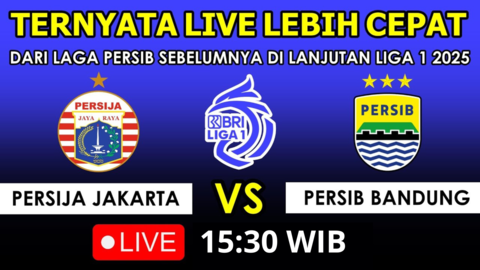 TERNYATA LIVE LEBIH CEPAT
DARI LAGA PERSIB SEBELUMNYA DI LANJUTAN LIGA 1 2025
PERSIJA
JAYA RAYA
BRI
LIGA 1
PERSIB
PERSIJA JAKARTA
VS
PERSIB BANDUNG
LIVE
15:30 WIB